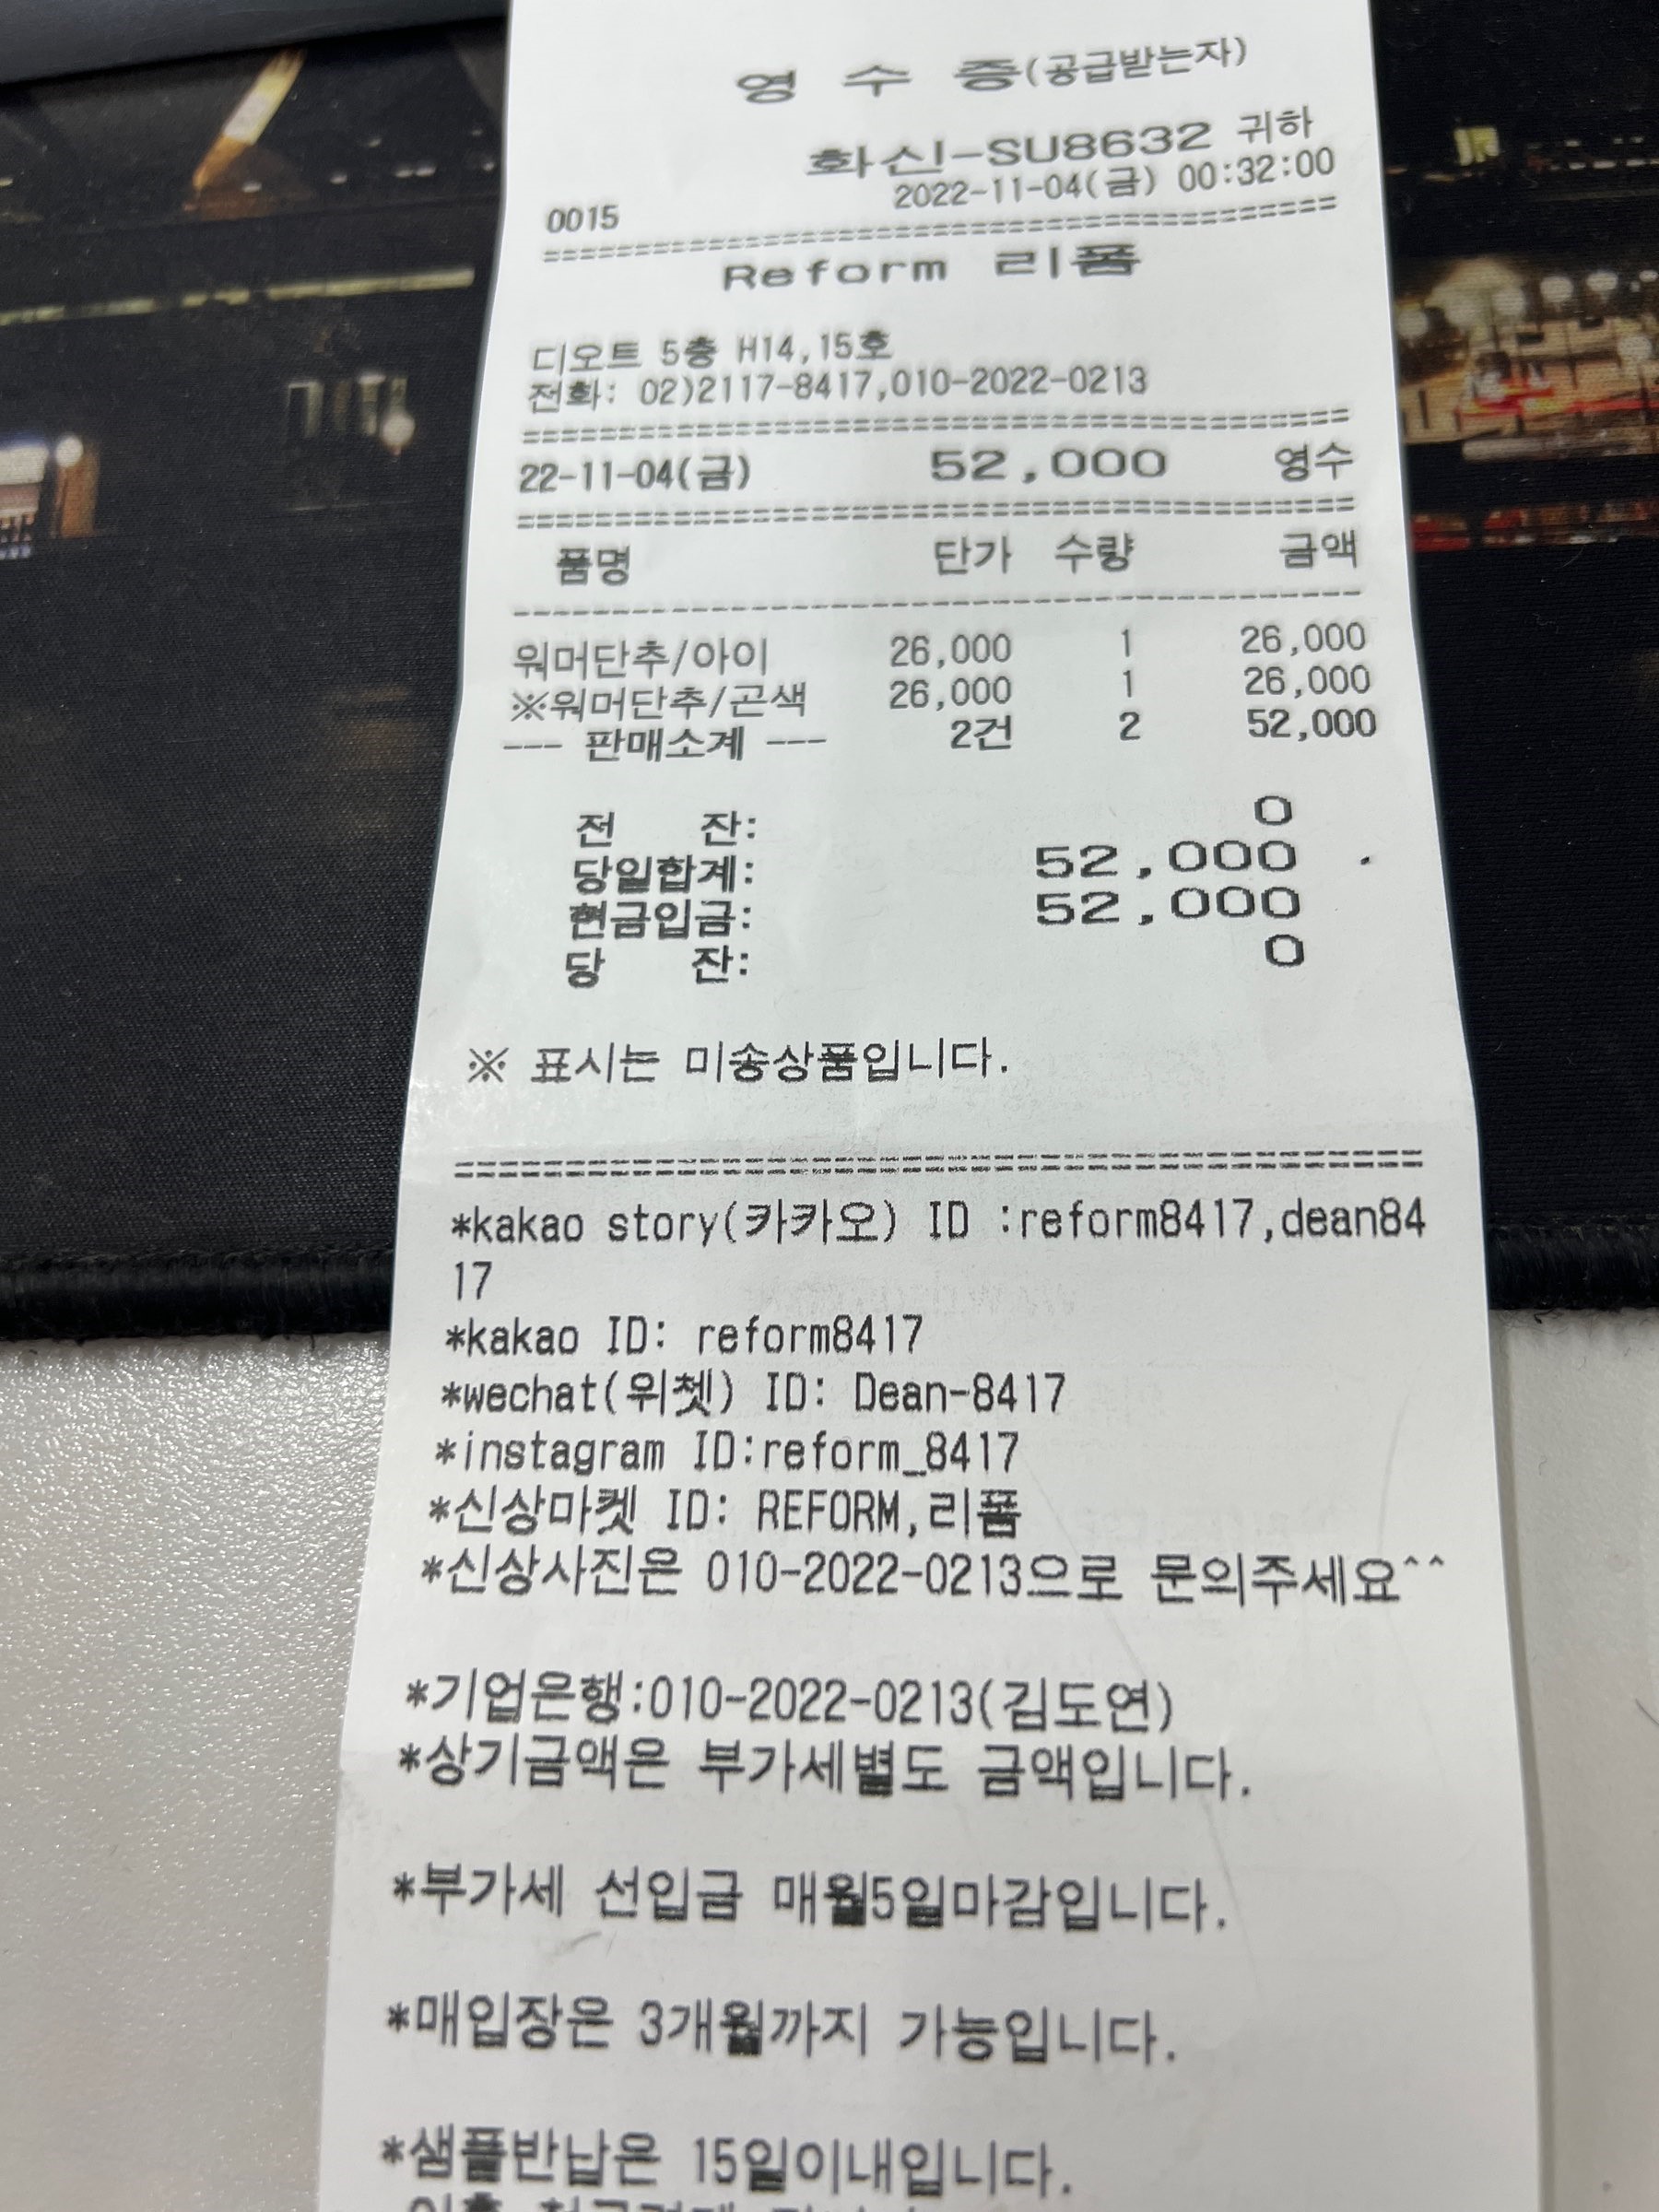 영 수 증(공급받는자)
화신-SU8632 귀하
2022-11-04(금) 00:32:00
0015
==========================================
Reform 리폼
디오트 5층 H14,15호
전화: 02)2117-8417,010-2022-0213
==========================================
22-11-04(금) 52,000 영수
==========================================
품명 단가 수량 금액
------------------------------------------
워머단추/아이 26,000 1 26,000
※워머단추/곤색 26,000 1 26,000
--- 판매소계 --- 2건 2 52,000
전 잔: 0
당일합계: 52,000
현금입금: 52,000
당 잔: 0
※ 표시는 미송상품입니다.
==========================================
*kakao story(카카오) ID :reform8417,dean84
17
*kakao ID: reform8417
*wechat(위쳇) ID: Dean-8417
*instagram ID:reform_8417
*신상마켓 ID: REFORM,리폼
*신상사진은 010-2022-0213으로 문의주세요^^
*기업은행:010-2022-0213(김도연)
*상기금액은 부가세별도 금액입니다.
*부가세 선입금 매월5일마감입니다.
*매입장은 3개월까지 가능입니다.
*샘플반납은 15일이내입니다.